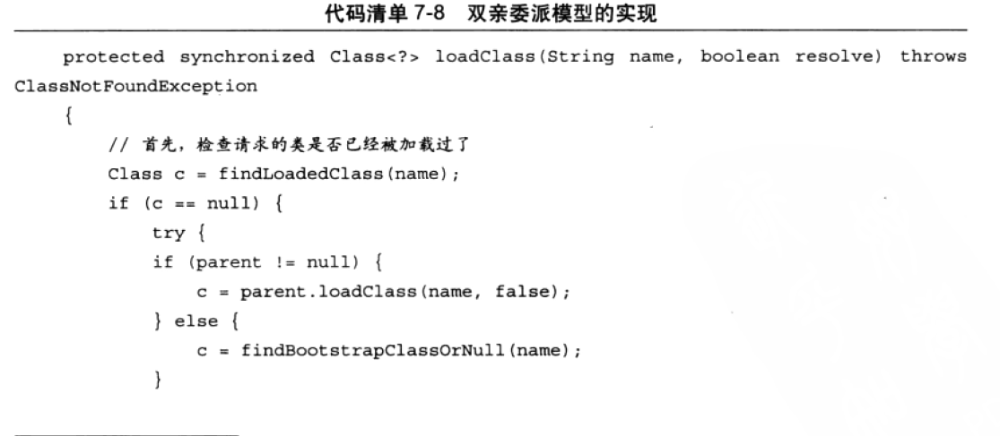 代码清单 7-8 双亲委派模型的实现
protected synchronized Class<?> loadClass(String name, boolean resolve) throws
ClassNotFoundException
{
// 首先，检查请求的类是否已经被加载过了
Class c = findLoadedClass(name);
if (c == null) {
try {
if (parent != null) {
c = parent.loadClass(name, false);
} else {
c = findBootstrapClassOrNull(name);
}